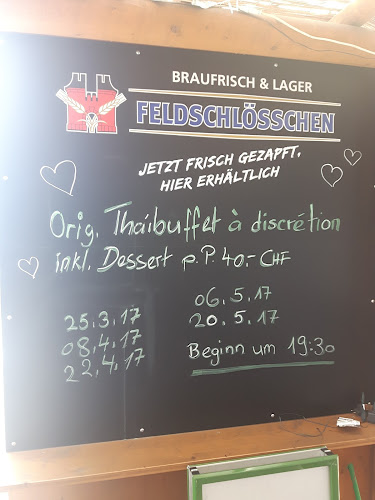 BRAUFRISCH & LAGER
FELDSCHLÖSSCHEN
JETZT FRISCH GEZAPFT,
HIER ERHÄLTLICH
Orig. Thaibuffet à discrétion
inkl. Dessert p.P. 40.- CHF
25.3.17
08.4.17
22.4.17
06.5.17
20.5.17
Beginn um 19:30